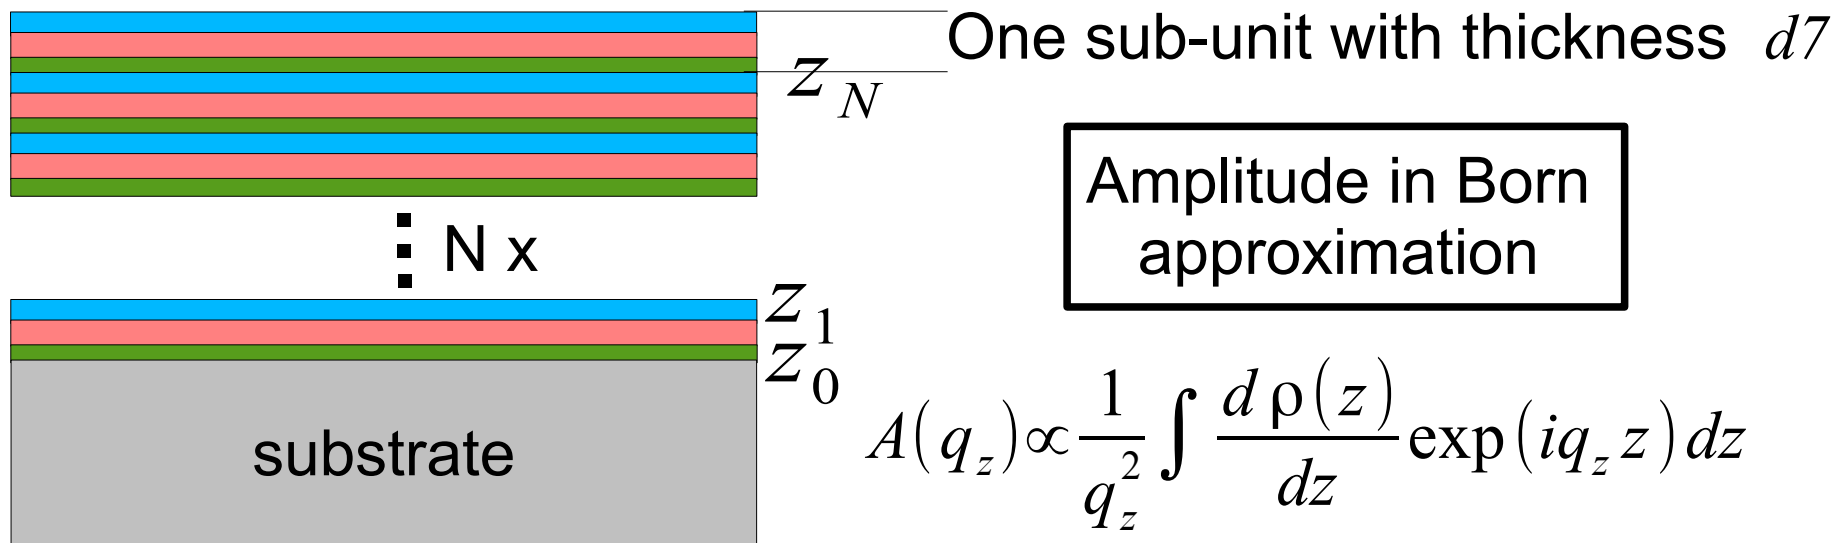 One sub-unit with thickness d7
z_N
Amplitude in Born
approximation
N x
z_1
z_0
substrate
A(q_z)∝ 1/q_z^2 ∫ dρ(z)/dz exp(iq_z z)dz